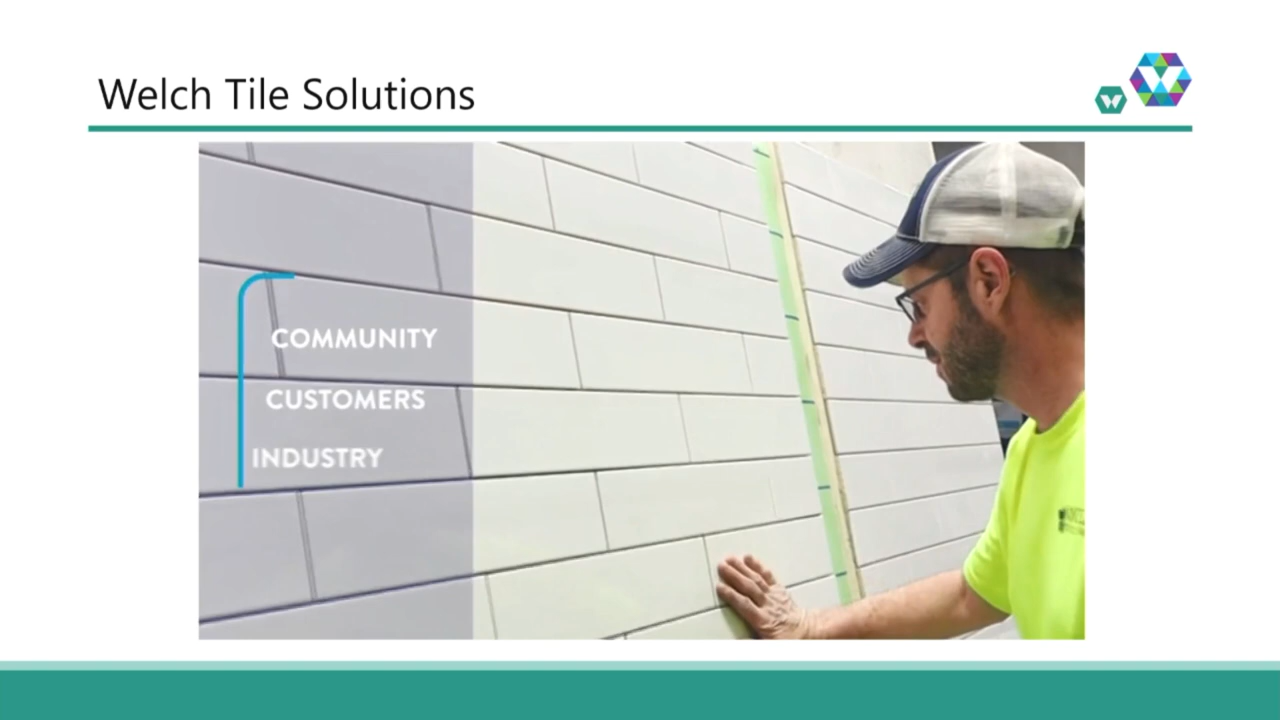 Welch Tile Solutions
W
W
COMMUNITY
CUSTOMERS
INDUSTRY